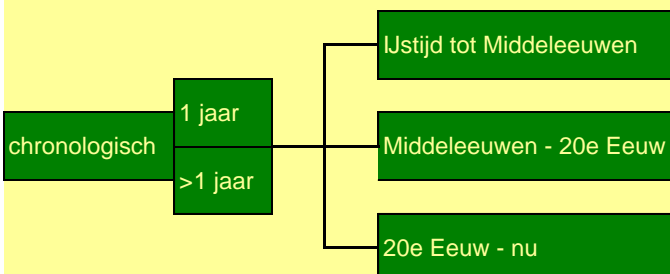 IJstijd tot Middeleeuwen
1 jaar
chronologisch
Middeleeuwen - 20e Eeuw
>1 jaar
20e Eeuw - nu